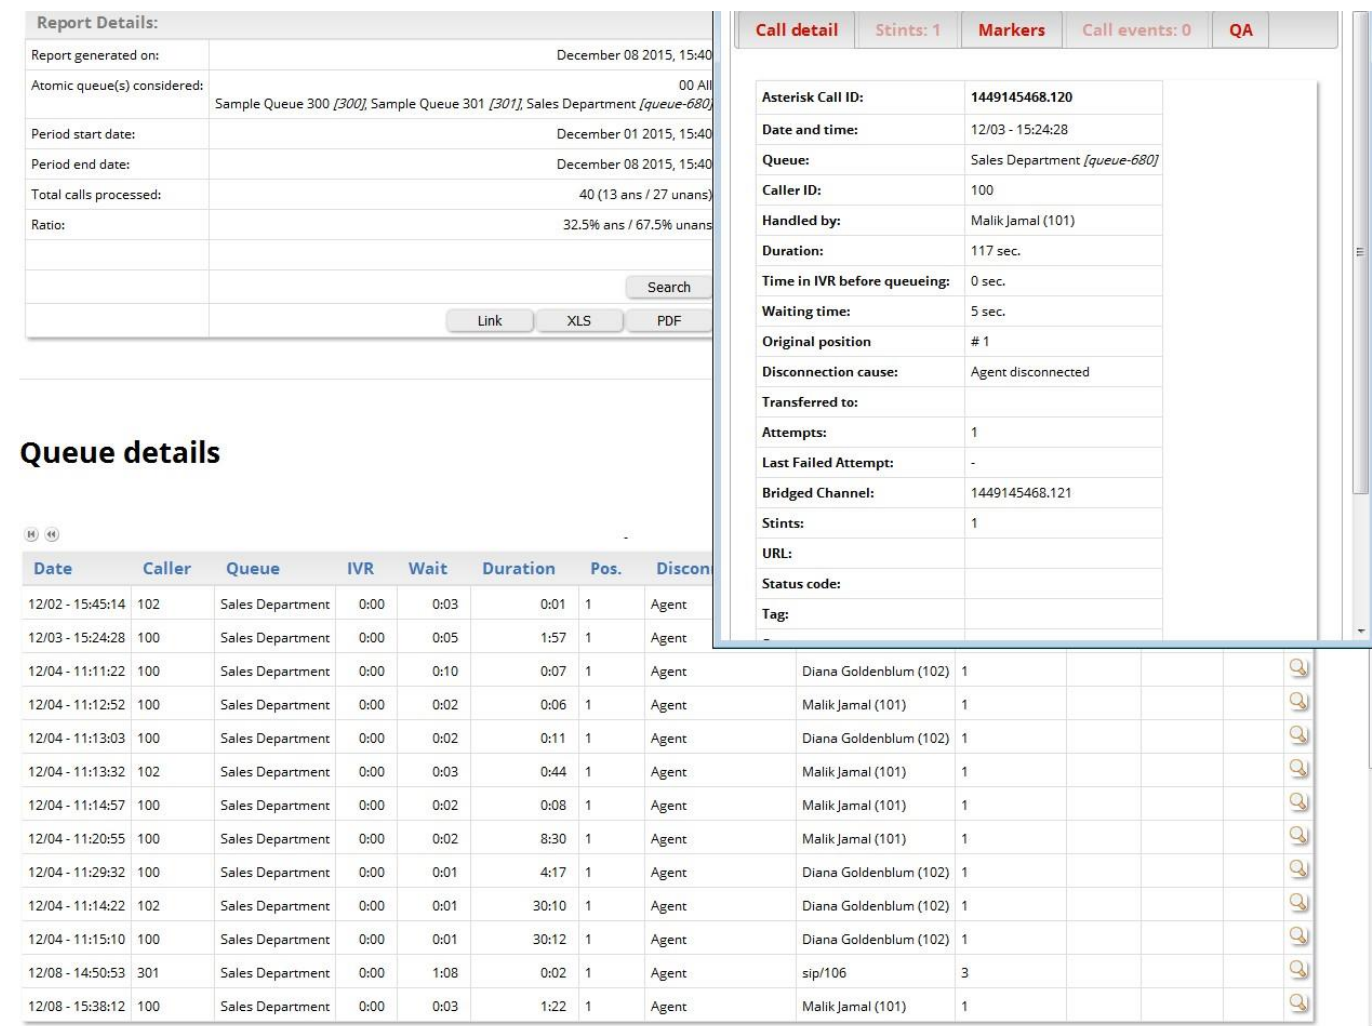 Report Details:
Report generated on: December 08 2015, 15:40
Atomic queue(s) considered: 00 All
Sample Queue 300 [300], Sample Queue 301 [301], Sales Department [queue-680]
Period start date: December 01 2015, 15:40
Period end date: December 08 2015, 15:40
Total calls processed: 40 (13 ans / 27 unans)
Ratio: 32.5% ans / 67.5% unans
Search
Link XLS PDF
Call detail Stints: 1 Markers Call events: 0 QA
Asterisk Call ID: 1449145468.120
Date and time: 12/03 - 15:24:28
Queue: Sales Department [queue-680]
Caller ID: 100
Handled by: Malik Jamal (101)
Duration: 117 sec.
Time in IVR before queueing: 0 sec.
Waiting time: 5 sec.
Original position # 1
Disconnection cause: Agent disconnected
Transferred to:
Attempts: 1
Last Failed Attempt: -
Bridged Channel: 1449145468.121
Stints: 1
URL:
Status code:
Tag:
Queue details
-
Date Caller Queue IVR Wait Duration Pos. Disconn
12/02 - 15:45:14 102 Sales Department 0:00 0:03 0:01 1 Agent
12/03 - 15:24:28 100 Sales Department 0:00 0:05 1:57 1 Agent
12/04 - 11:11:22 100 Sales Department 0:00 0:10 0:07 1 Agent Diana Goldenblum (102) 1
12/04 - 11:12:52 100 Sales Department 0:00 0:02 0:06 1 Agent Malik Jamal (101) 1
12/04 - 11:13:03 100 Sales Department 0:00 0:02 0:11 1 Agent Diana Goldenblum (102) 1
12/04 - 11:13:32 102 Sales Department 0:00 0:03 0:44 1 Agent Malik Jamal (101) 1
12/04 - 11:14:57 100 Sales Department 0:00 0:02 0:08 1 Agent Malik Jamal (101) 1
12/04 - 11:20:55 100 Sales Department 0:00 0:02 8:30 1 Agent Malik Jamal (101) 1
12/04 - 11:29:32 100 Sales Department 0:00 0:01 4:17 1 Agent Diana Goldenblum (102) 1
12/04 - 11:14:22 102 Sales Department 0:00 0:01 30:10 1 Agent Diana Goldenblum (102) 1
12/04 - 11:15:10 100 Sales Department 0:00 0:01 30:12 1 Agent Diana Goldenblum (102) 1
12/08 - 14:50:53 301 Sales Department 0:00 1:08 0:02 1 Agent sip/106 3
12/08 - 15:38:12 100 Sales Department 0:00 0:03 1:22 1 Agent Malik Jamal (101) 1